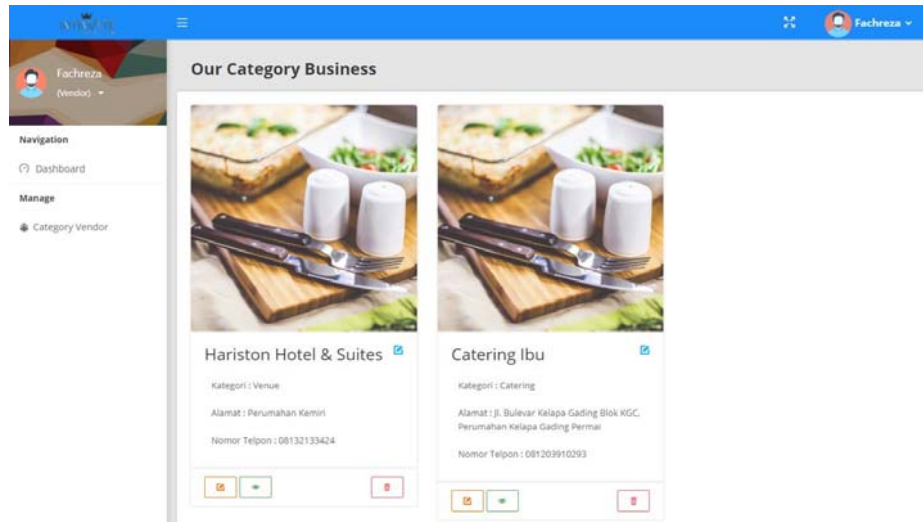 Fachreza
Fachreza
(Vendor)
Our Category Business
Navigation
Dashboard
Manage
Category Vendor
Hariston Hotel & Suites
Kategori : Venue
Alamat : Perumahan Kemiri
Nomor Telpon : 08132133424
Catering Ibu
Kategori : Catering
Alamat : Jl. Bulevar Kelapa Gading Blok KGC,
Perumahan Kelapa Gading Permai
Nomor Telpon : 081203910293